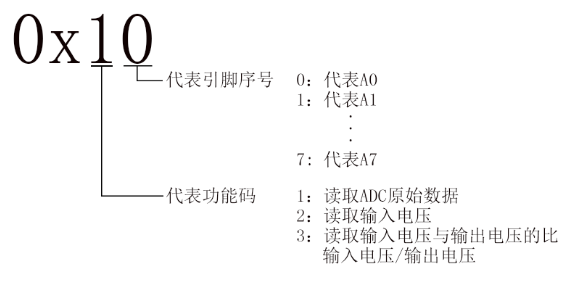 0x10
代表引脚序号
0：代表A0
1：代表A1
.
.
.
7：代表A7
代表功能码
1：读取ADC原始数据
2：读取输入电压
3：读取输入电压与输出电压的比
输入电压/输出电压